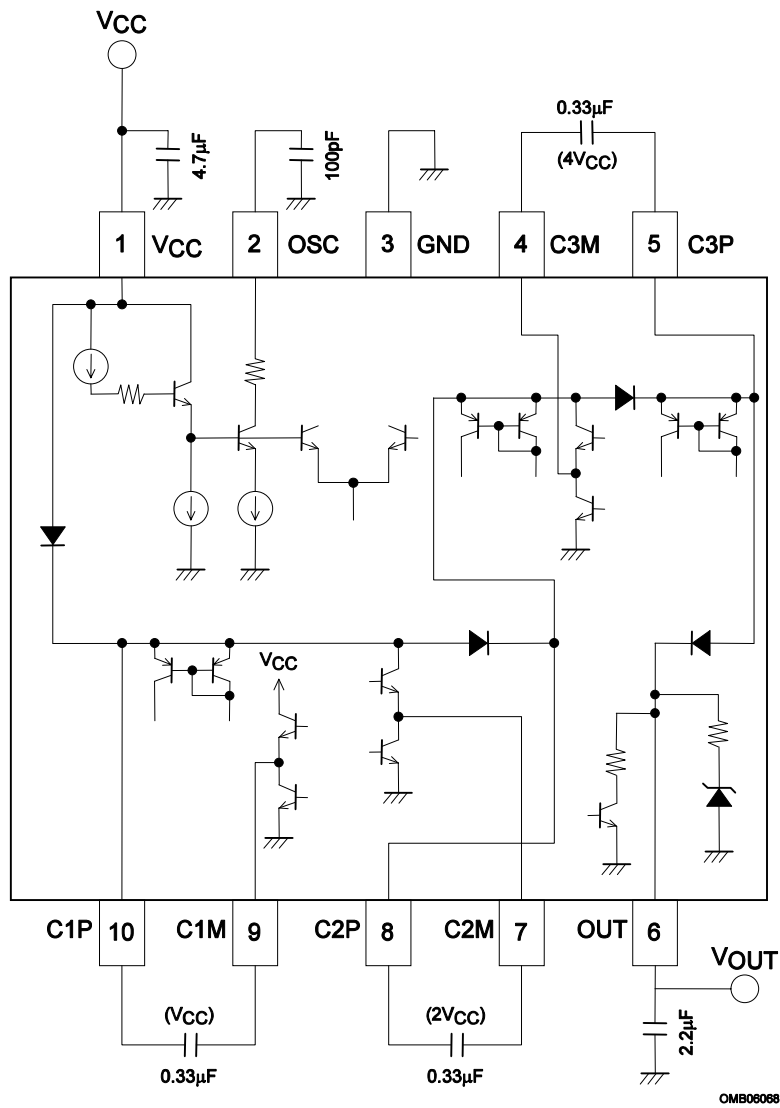 VCC
4.7µF
100pF
0.33µF
(4VCC)
1 VCC
2 OSC
3 GND
4 C3M
5 C3P
VCC
C1P 10
C1M 9
C2P 8
C2M 7
OUT 6
VOUT
(VCC)
0.33µF
(2VCC)
0.33µF
2.2µF
OMB06068